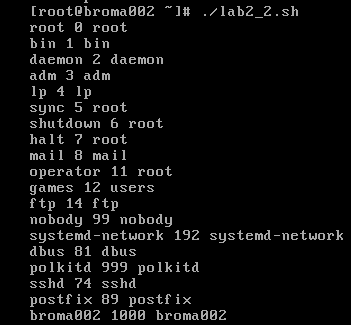 [root@broma002 ~]# ./lab2_2.sh
root 0 root
bin 1 bin
daemon 2 daemon
adm 3 adm
lp 4 lp
sync 5 root
shutdown 6 root
halt 7 root
mail 8 mail
operator 11 root
games 12 users
ftp 14 ftp
nobody 99 nobody
systemd-network 192 systemd-network
dbus 81 dbus
polkitd 999 polkitd
sshd 74 sshd
postfix 89 postfix
broma002 1000 broma002